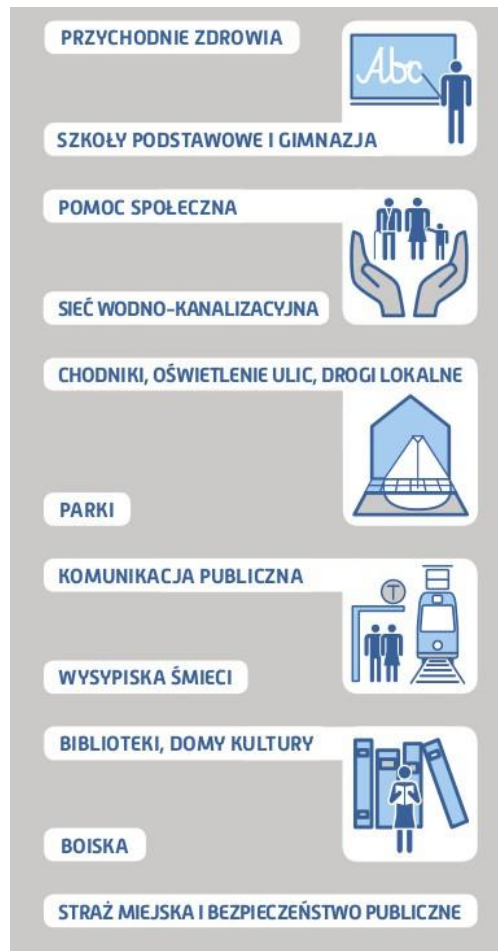 PRZYCHODNIE ZDROWIA
Abc
SZKOŁY PODSTAWOWE I GIMNAZJA
POMOC SPOŁECZNA
SIEĆ WODNO-KANALIZACYJNA
CHODNIKI, OŚWIETLENIE ULIC, DROGI LOKALNE
PARKI
KOMUNIKACJA PUBLICZNA
T
WYSYPISKA ŚMIECI
BIBLIOTEKI, DOMY KULTURY
BOISKA
STRAŻ MIEJSKA I BEZPIECZEŃSTWO PUBLICZNE